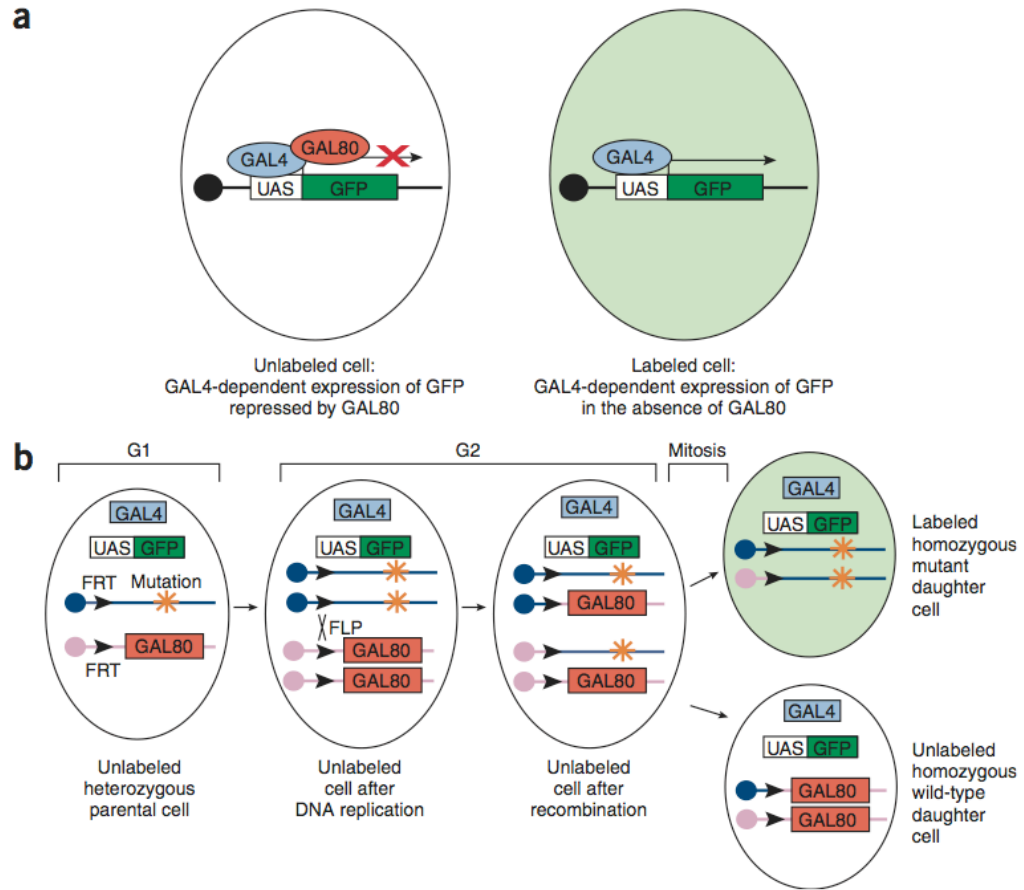 a
GAL4
GAL80
UAS
GFP
GAL4
UAS
GFP
Unlabeled cell:
GAL4-dependent expression of GFP
repressed by GAL80
Labeled cell:
GAL4-dependent expression of GFP
in the absence of GAL80
b
G1
G2
Mitosis
GAL4
UAS GFP
FRT Mutation
GAL80
FRT
Unlabeled
heterozygous
parental cell
GAL4
UAS GFP
FLP
GAL80
GAL80
Unlabeled
cell after
DNA replication
GAL4
UAS GFP
GAL80
GAL80
Unlabeled
cell after
recombination
GAL4
UAS GFP
Labeled
homozygous
mutant
daughter
cell
GAL4
UAS GFP
GAL80
GAL80
Unlabeled
homozygous
wild-type
daughter
cell